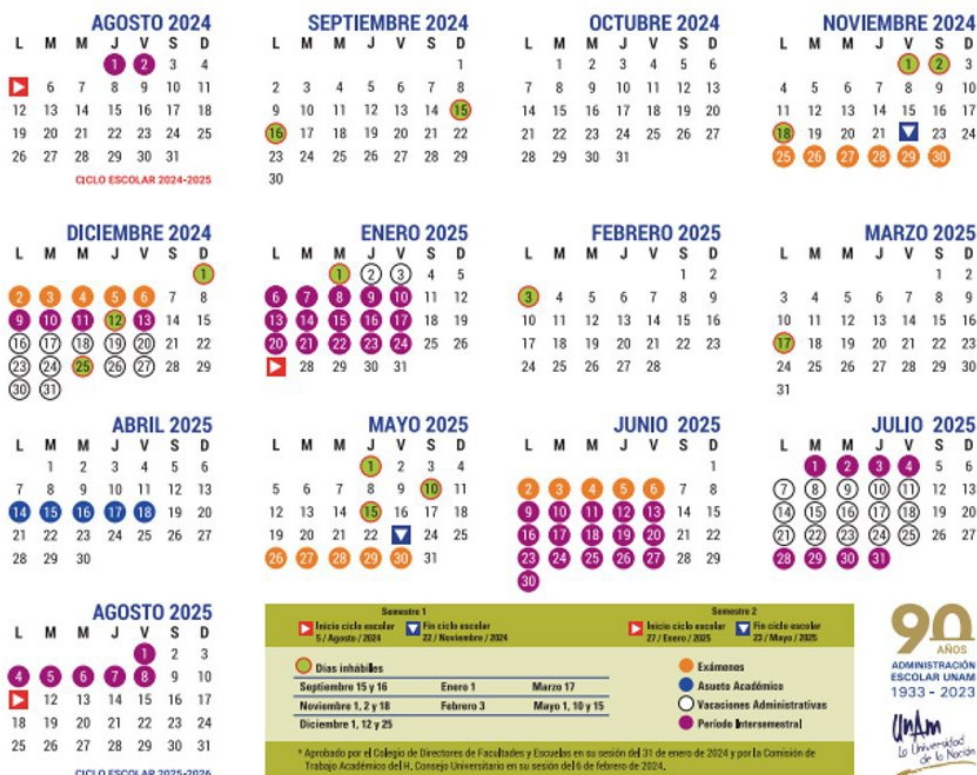 AGOSTO 2024
L M M J V S D
1 2 3 4
6 7 8 9 10 11
12 13 14 15 16 17 18
19 20 21 22 23 24 25
26 27 28 29 30 31
CICLO ESCOLAR 2024-2025
SEPTIEMBRE 2024
L M M J V S D
1
2 3 4 5 6 7 8
9 10 11 12 13 14 15
16 17 18 19 20 21 22
23 24 25 26 27 28 29
30
OCTUBRE 2024
L M M J V S D
1 2 3 4 5 6
7 8 9 10 11 12 13
14 15 16 17 18 19 20
21 22 23 24 25 26 27
28 29 30 31
NOVIEMBRE 2024
L M M J V S D
1 2 3
4 5 6 7 8 9 10
11 12 13 14 15 16 17
18 19 20 21 23 24
25 26 27 28 29 30
DICIEMBRE 2024
L M M J V S D
1
2 3 4 5 6 7 8
9 10 11 12 13 14 15
16 17 18 19 20 21 22
23 24 25 26 27 28 29
30 31
ENERO 2025
L M M J V S D
1 2 3 4 5
6 7 8 9 10 11 12
13 14 15 16 17 18 19
20 21 22 23 24 25 26
28 29 30 31
FEBRERO 2025
L M M J V S D
1 2
3 4 5 6 7 8 9
10 11 12 13 14 15 16
17 18 19 20 21 22 23
24 25 26 27 28
MARZO 2025
L M M J V S D
1 2
3 4 5 6 7 8 9
10 11 12 13 14 15 16
17 18 19 20 21 22 23
24 25 26 27 28 29 30
31
ABRIL 2025
L M M J V S D
1 2 3 4 5 6
7 8 9 10 11 12 13
14 15 16 17 18 19 20
21 22 23 24 25 26 27
28 29 30
MAYO 2025
L M M J V S D
1 2 3 4
5 6 7 8 9 10 11
12 13 14 15 16 17 18
19 20 21 22 24 25
26 27 28 29 30 31
JUNIO 2025
L M M J V S D
1
2 3 4 5 6 7 8
9 10 11 12 13 14 15
16 17 18 19 20 21 22
23 24 25 26 27 28 29
30
JULIO 2025
L M M J V S D
1 2 3 4 5 6
7 8 9 10 11 12 13
14 15 16 17 18 19 20
21 22 23 24 25 26 27
28 29 30 31
AGOSTO 2025
L M M J V S D
1 2 3
4 5 6 7 8 9 10
12 13 14 15 16 17
18 19 20 21 22 23 24
25 26 27 28 29 30 31
CICLO ESCOLAR 2025-2026
Semestre 1
Inicio ciclo escolar Fin ciclo escolar
5 / Agosto / 2024 22 / Noviembre / 2024
Semestre 2
Inicio ciclo escolar Fin ciclo escolar
27 / Enero / 2025 23 / Mayo / 2025
Días inhábiles
Septiembre 15 y 16 Enero 1 Marzo 17
Noviembre 1, 2 y 18 Febrero 3 Mayo 1, 10 y 15
Diciembre 1, 12 y 25
Exámenes
Asueto Académico
Vacaciones Administrativas
Período Intersemestral
* Aprobado por el Colegio de Directores de Facultades y Escuelas en su sesión del 31 de enero de 2024 y por la Comisión de
Trabajo Académico del H. Consejo Universitario en su sesión del 6 de febrero de 2024.
90
AÑOS
ADMINISTRACIÓN
ESCOLAR UNAM
1933 - 2023
UnAm
La Universidad
de la Nación